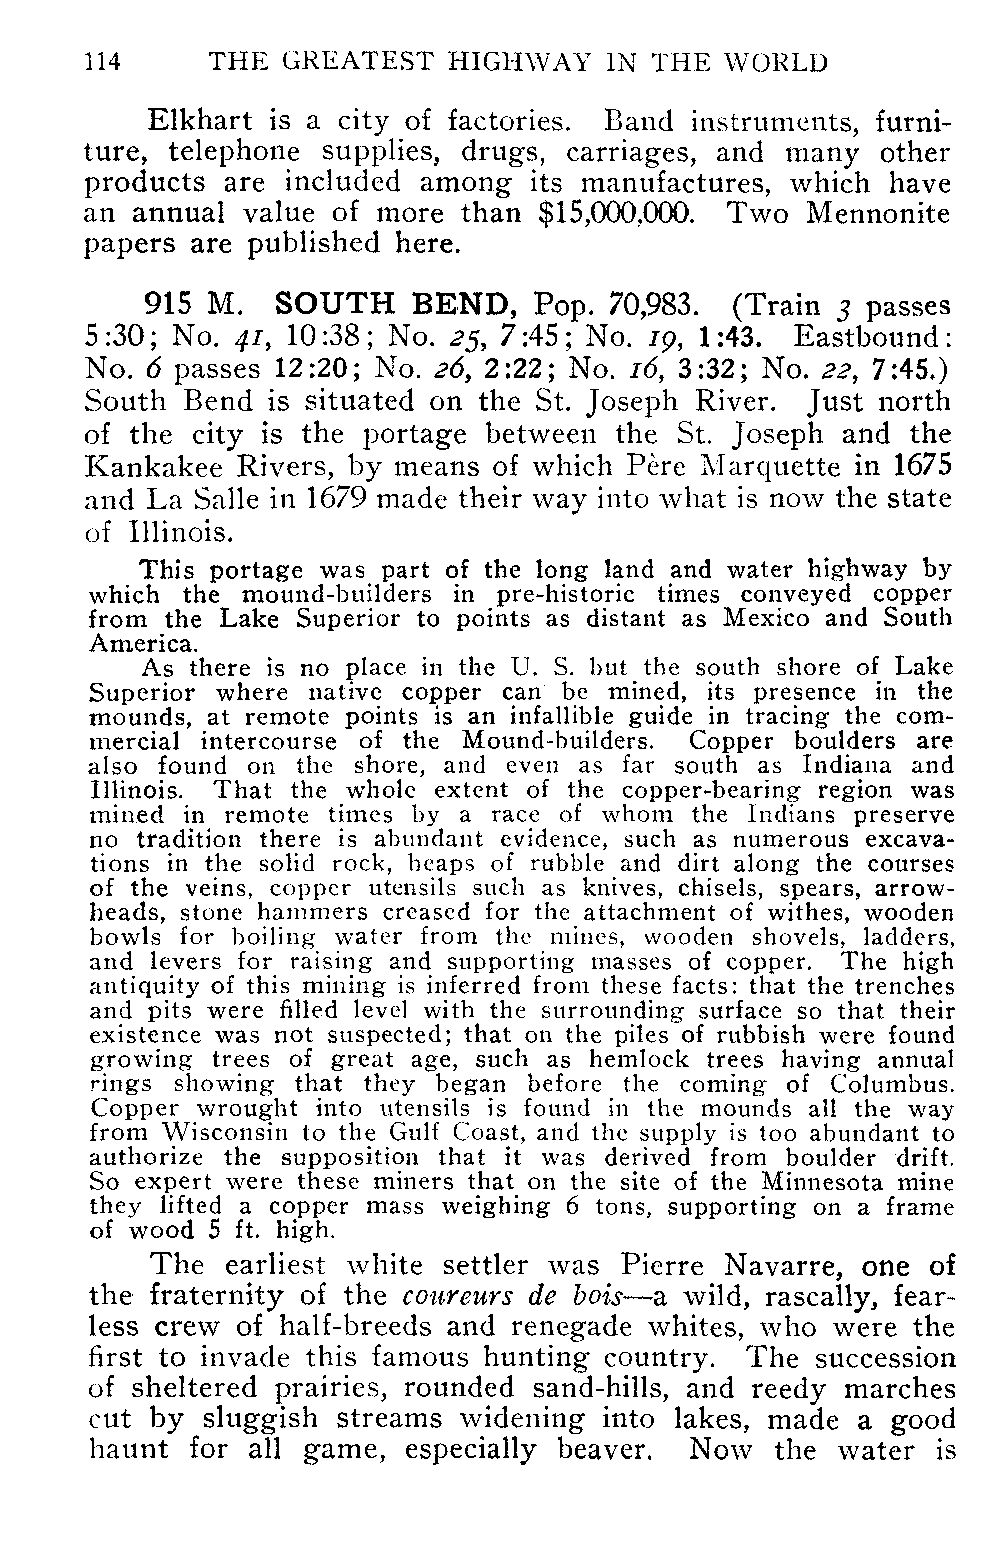 114 THE GREATEST HIGHWAY IN THE WORLD
Elkhart is a city of factories. Band instruments, furni-
ture, telephone supplies, drugs, carriages, and many other
products are included among its manufactures, which have
an annual value of more than $15,000,000. Two Mennonite
papers are published here.
915 M. SOUTH BEND, Pop. 70,983. (Train 3 passes
5:30; No. 41, 10:38; No. 25, 7:45; No. 19, 1:43. Eastbound:
No. 6 passes 12:20; No. 26, 2:22; No. 16, 3:32; No. 22, 7:45.)
South Bend is situated on the St. Joseph River. Just north
of the city is the portage between the St. Joseph and the
Kankakee Rivers, by means of which Père Marquette in 1675
and La Salle in 1679 made their way into what is now the state
of Illinois.
This portage was part of the long land and water highway by
which the mound-builders in pre-historic times conveyed copper
from the Lake Superior to points as distant as Mexico and South
America.
As there is no place in the U. S. but the south shore of Lake
Superior where native copper can be mined, its presence in the
mounds, at remote points is an infallible guide in tracing the com-
mercial intercourse of the Mound-builders. Copper boulders are
also found on the shore, and even as far south as Indiana and
Illinois. That the whole extent of the copper-bearing region was
mined in remote times by a race of whom the Indians preserve
no tradition there is abundant evidence, such as numerous excava-
tions in the solid rock, heaps of rubble and dirt along the courses
of the veins, copper utensils such as knives, chisels, spears, arrow-
heads, stone hammers creased for the attachment of withes, wooden
bowls for boiling water from the mines, wooden shovels, ladders,
and levers for raising and supporting masses of copper. The high
antiquity of this mining is inferred from these facts: that the trenches
and pits were filled level with the surrounding surface so that their
existence was not suspected; that on the piles of rubbish were found
growing trees of great age, such as hemlock trees having annual
rings showing that they began before the coming of Columbus.
Copper wrought into utensils is found in the mounds all the way
from Wisconsin to the Gulf Coast, and the supply is too abundant to
authorize the supposition that it was derived from boulder drift.
So expert were these miners that on the site of the Minnesota mine
they lifted a copper mass weighing 6 tons, supporting on a frame
of wood 5 ft. high.
The earliest white settler was Pierre Navarre, one of
the fraternity of the coureurs de bois—a wild, rascally, fear-
less crew of half-breeds and renegade whites, who were the
first to invade this famous hunting country. The succession
of sheltered prairies, rounded sand-hills, and reedy marches
cut by sluggish streams widening into lakes, made a good
haunt for all game, especially beaver. Now the water is